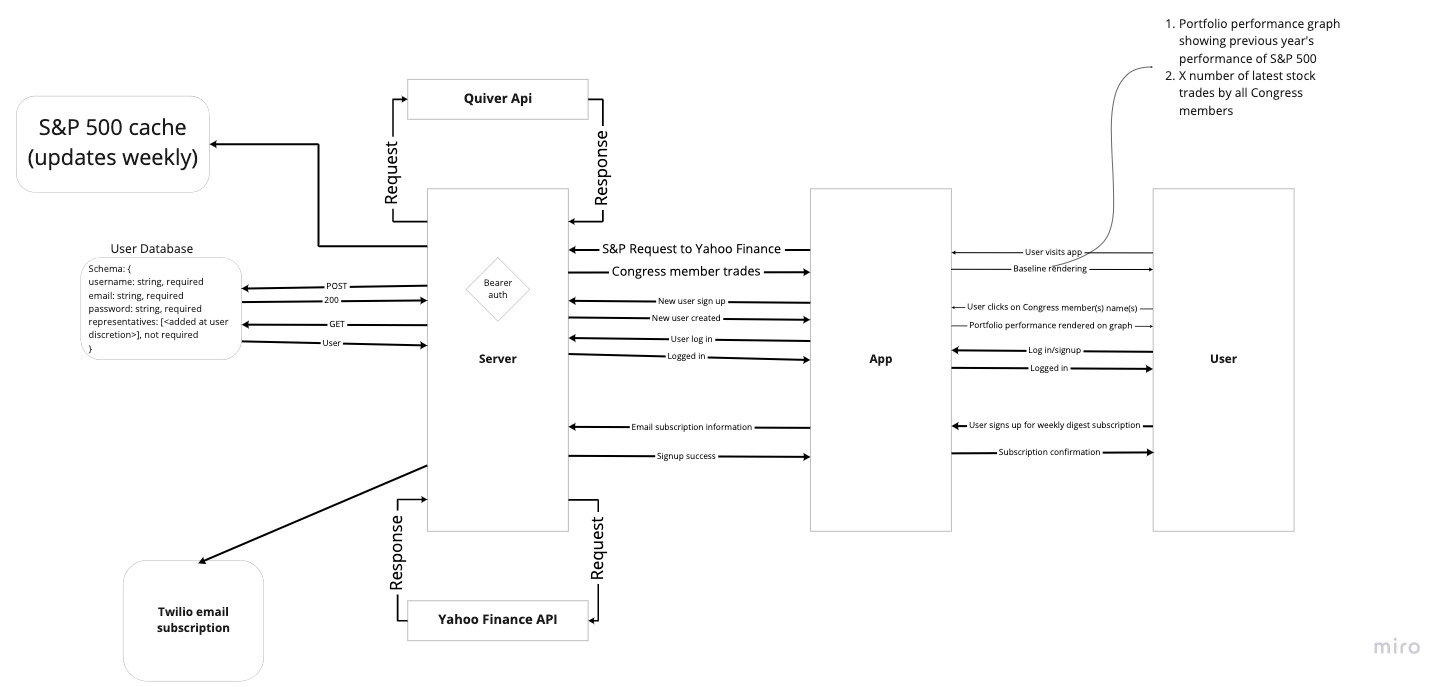 1. Portfolio performance graph
showing previous year's
performance of S&P 500
2. X number of latest stock
trades by all Congress
members
Quiver Api
S&P 500 cache
(updates weekly)
Request
Response
User Database
Schema: {
username: string, required
email: string, required
password: string, required
representatives: [<added at user
discretion>], not required
}
POST
200
GET
User
Bearer
auth
Server
S&P Request to Yahoo Finance
Congress member trades
New user sign up
New user created
User log in
Logged in
Email subscription information
Signup success
App
User visits app
Baseline rendering
User clicks on Congress member(s) name(s)
Portfolio performance rendered on graph
Log in/signup
Logged in
User signs up for weekly digest subscription
Subscription confirmation
User
Response
Request
Twilio email
subscription
Yahoo Finance API
miro